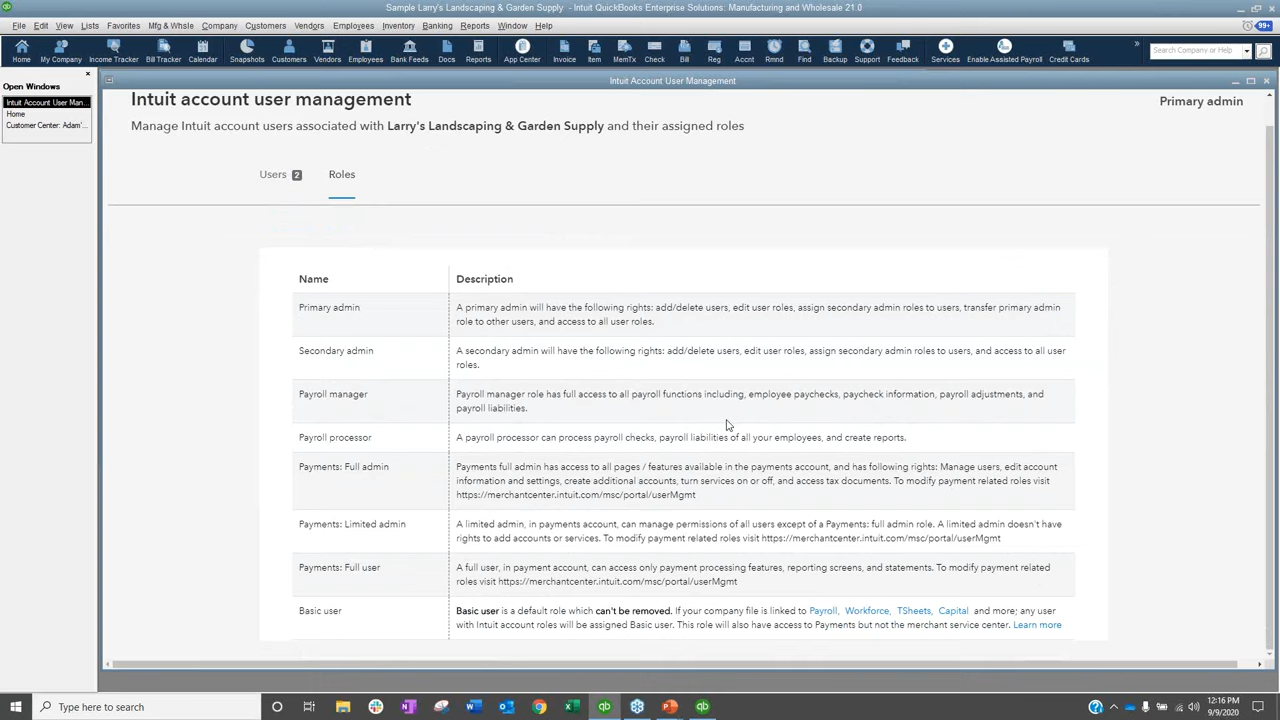 Sample Larry's Landscaping & Garden Supply - Intuit QuickBooks Enterprise Solutions: Manufacturing and Wholesale 21.0
File Edit View Lists Favorites Mfg & Whsle Company Customers Vendors Employees Inventory Banking Reports Window Help
99+
Home My Company Income Tracker Bill Tracker Calendar Snapshots Customers Vendors Employees Bank Feeds Docs Reports App Center Invoice Item MemTx Check Bill Reg Accnt Rmnd Find Backup Support Feedback Services Enable Assisted Payroll Credit Cards
Search Company or Help
Open Windows
Intuit Account User Man...
Home
Customer Center: Adam'...
Intuit Account User Management
Intuit account user management
Primary admin
Manage Intuit account users associated with Larry's Landscaping & Garden Supply and their assigned roles
Users 2 Roles
Name Description
Primary admin A primary admin will have the following rights: add/delete users, edit user roles, assign secondary admin roles to users, transfer primary admin
role to other users, and access to all user roles.
Secondary admin A secondary admin will have the following rights: add/delete users, edit user roles, assign secondary admin roles to users, and access to all user
roles.
Payroll manager Payroll manager role has full access to all payroll functions including, employee paychecks, paycheck information, payroll adjustments, and
payroll liabilities.
Payroll processor A payroll processor can process payroll checks, payroll liabilities of all your employees, and create reports.
Payments: Full admin Payments full admin has access to all pages / features available in the payments account, and has following rights: Manage users, edit account
information and settings, create additional accounts, turn services on or off, and access tax documents. To modify payment related roles visit
https://merchantcenter.intuit.com/msc/portal/userMgmt
Payments: Limited admin A limited admin, in payments account, can manage permissions of all users except of a Payments: full admin role. A limited admin doesn't have
rights to add accounts or services. To modify payment related roles visit https://merchantcenter.intuit.com/msc/portal/userMgmt
Payments: Full user A full user, in payment account, can access only payment processing features, reporting screens, and statements. To modify payment related
roles visit https://merchantcenter.intuit.com/msc/portal/userMgmt
Basic user Basic user is a default role which can't be removed. If your company file is linked to Payroll, Workforce, TSheets, Capital and more; any user
with Intuit account roles will be assigned Basic user. This role will also have access to Payments but not the merchant service center. Learn more
Type here to search
12:16 PM
9/9/2020